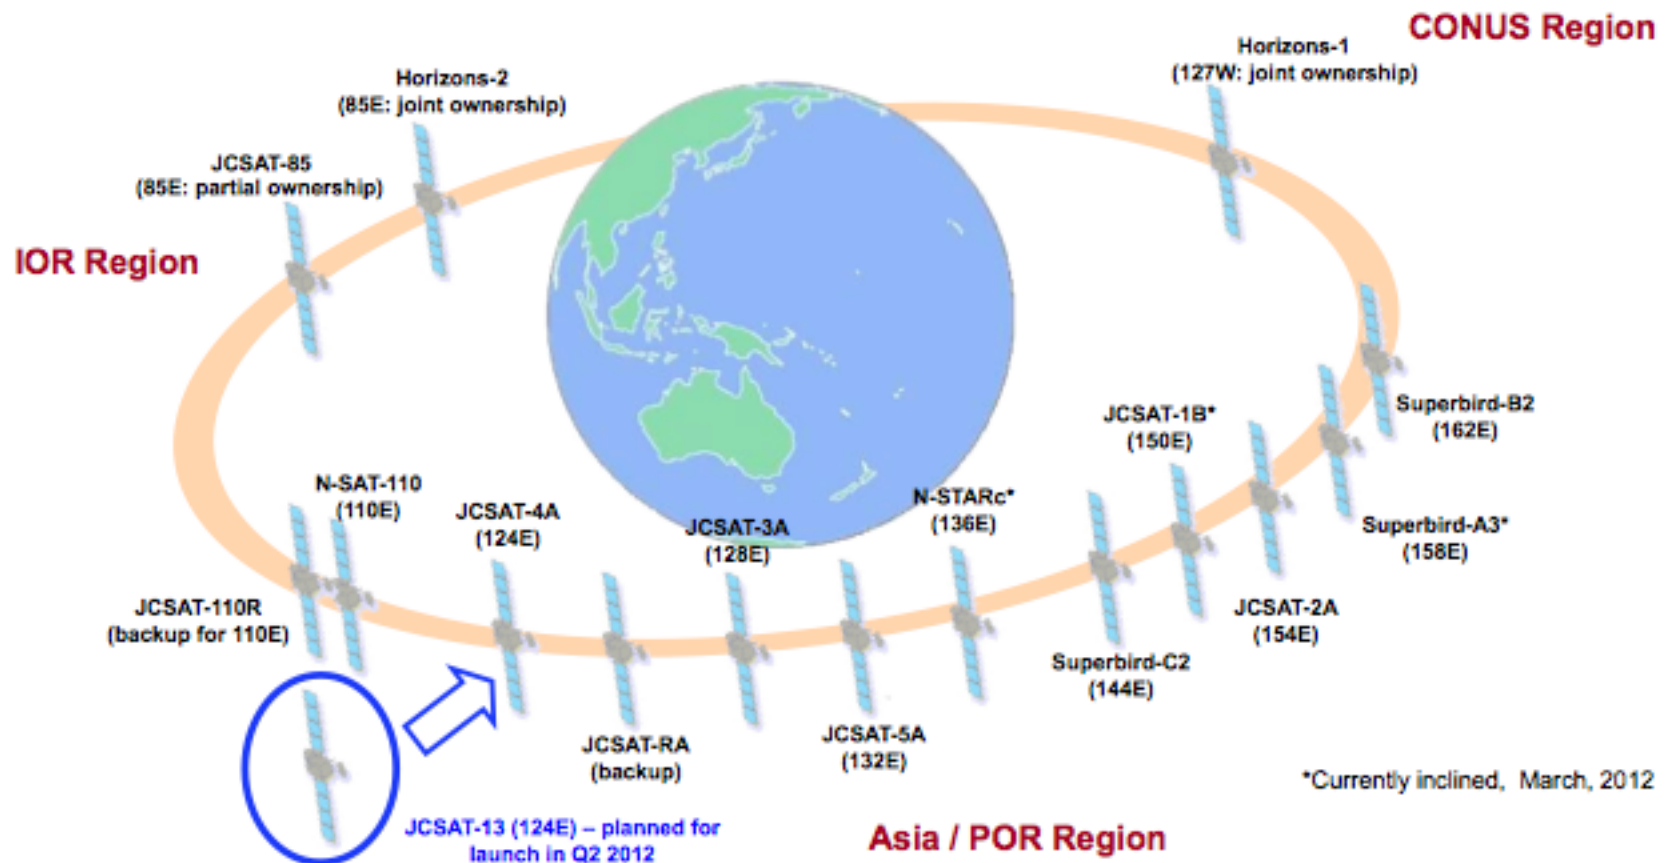 CONUS Region
Horizons-1
(127W: joint ownership)
Horizons-2
(85E: joint ownership)
JCSAT-85
(85E: partial ownership)
IOR Region
Superbird-B2
(162E)
JCSAT-1B*
(150E)
N-SAT-110
(110E)
JCSAT-4A
(124E)
JCSAT-3A
(128E)
N-STARc*
(136E)
Superbird-A3*
(158E)
JCSAT-110R
(backup for 110E)
JCSAT-2A
(154E)
Superbird-C2
(144E)
JCSAT-RA
(backup)
JCSAT-5A
(132E)
*Currently inclined, March, 2012
JCSAT-13 (124E) – planned for
launch in Q2 2012
Asia / POR Region